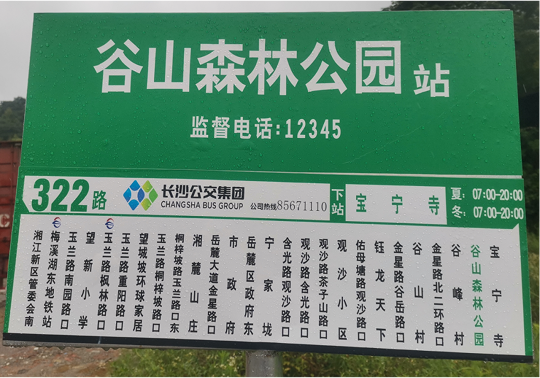 谷山森林公园站
监督电话:12345
322路
长沙公交集团
CHANGSHA BUS GROUP
公司热线85671110
下站
宝宁寺
夏: 07:00-20:00
冬: 07:00-20:00
湘江新区管委会南
梅溪湖东地铁站
玉兰路南园路口
望新小学
玉兰路枫林路口
玉兰路重阳路口
望城坡环球家居
玉兰路桐梓坡路口
桐梓坡路玉兰路口东
湘麓山庄
岳麓大道金星路口
市政府
岳麓区政府东
宁家垅
含光路观沙路口
观沙路含光路口
观沙路茶子山路口
观沙小区
佑母塘路观沙路口
钰龙天下
金星路谷岳路口
谷山村
金星路北二环路口
谷峰村
谷山森林公园
宝宁寺